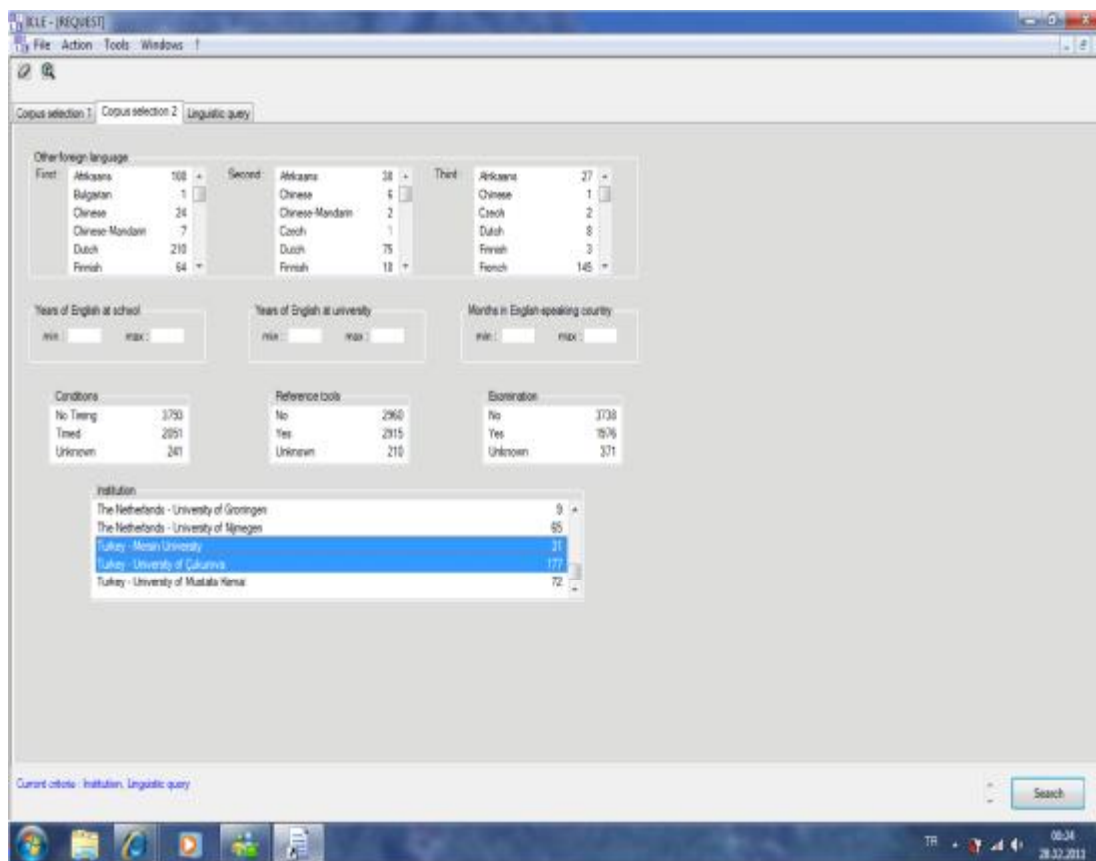 ICLE - [REQUEST]
File Action Tools Windows ?
Corpus selection 1 Corpus selection 2 Linguistic query
Other foreign language
First: Afrikaans 168 Second: Afrikaans 38 Third: Afrikaans 27
Bulgarian 1 Chinese 6 Chinese 1
Chinese 24 Chinese-Mandarin 2 Czech 2
Chinese-Mandarin 7 Czech 1 Dutch 8
Dutch 210 Dutch 75 Finnish 3
Finnish 64 Finnish 18 French 145
Years of English at school Years of English at university Months in English-speaking country
min : max : min : max : min : max :
Conditions Reference tools Examination
No Timing 3793 No 2960 No 3738
Timed 2051 Yes 2915 Yes 1976
Unknown 241 Unknown 210 Unknown 371
Institution
The Netherlands - University of Groningen 9
The Netherlands - University of Nijmegen 65
Turkey - Mersin University 31
Turkey - University of Çukurova 177
Turkey - University of Mustafa Kemal 72
Current criteria : Institution, Linguistic query
Search
TR 00:24
28.02.2013